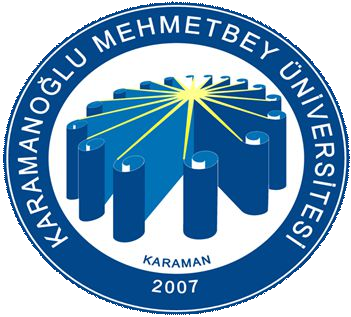 KARAMANOĞLU MEHMETBEY ÜNİVERSİTESİ
KARAMAN
2007